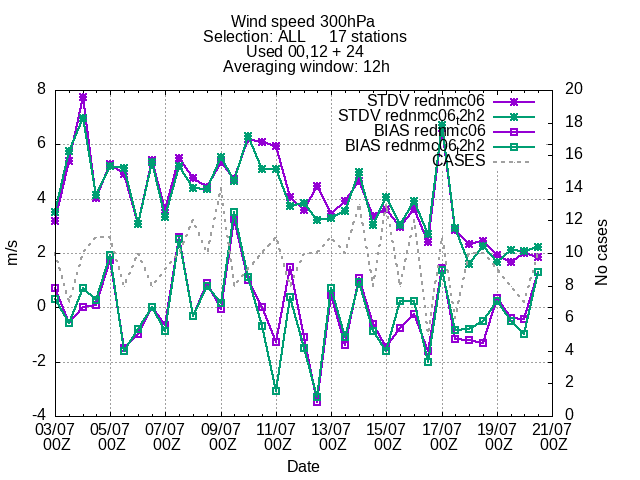 Wind speed 300hPa
Selection: ALL 17 stations
Used 00,12 + 24
Averaging window: 12h
STDV rednmc06
STDV rednmc06.2h2
BIAS rednmc06
BIAS rednmc06.2h2
CASES
8
6
4
2
0
-2
-4
m/s
20
18
16
14
12
10
8
6
4
2
0
No cases
03/07 05/07 07/07 09/07 11/07 13/07 15/07 17/07 19/07 21/07
00Z 00Z 00Z 00Z 00Z 00Z 00Z 00Z 00Z 00Z
Date